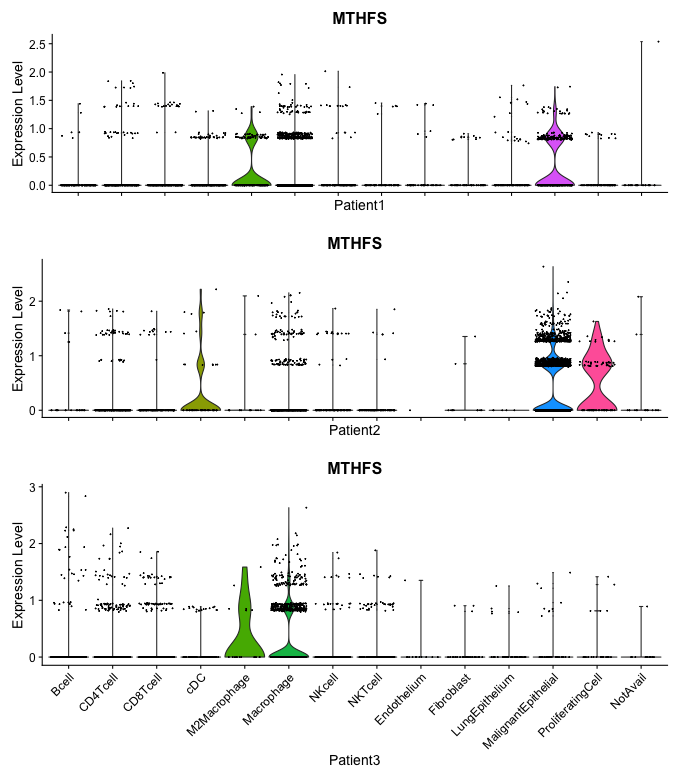 MTHFS
Expression Level
2.5
2.0
1.5
1.0
0.5
0.0
Patient1
MTHFS
Expression Level
2
1
0
Patient2
MTHFS
Expression Level
3
2
1
0
Bcell
CD4Tcell
CD8Tcell
cDC
M2Macrophage
Macrophage
NKcell
NKTcell
Endothelium
Fibroblast
LungEpithelium
MalignantEpithelial
ProliferatingCell
NotAvail
Patient3